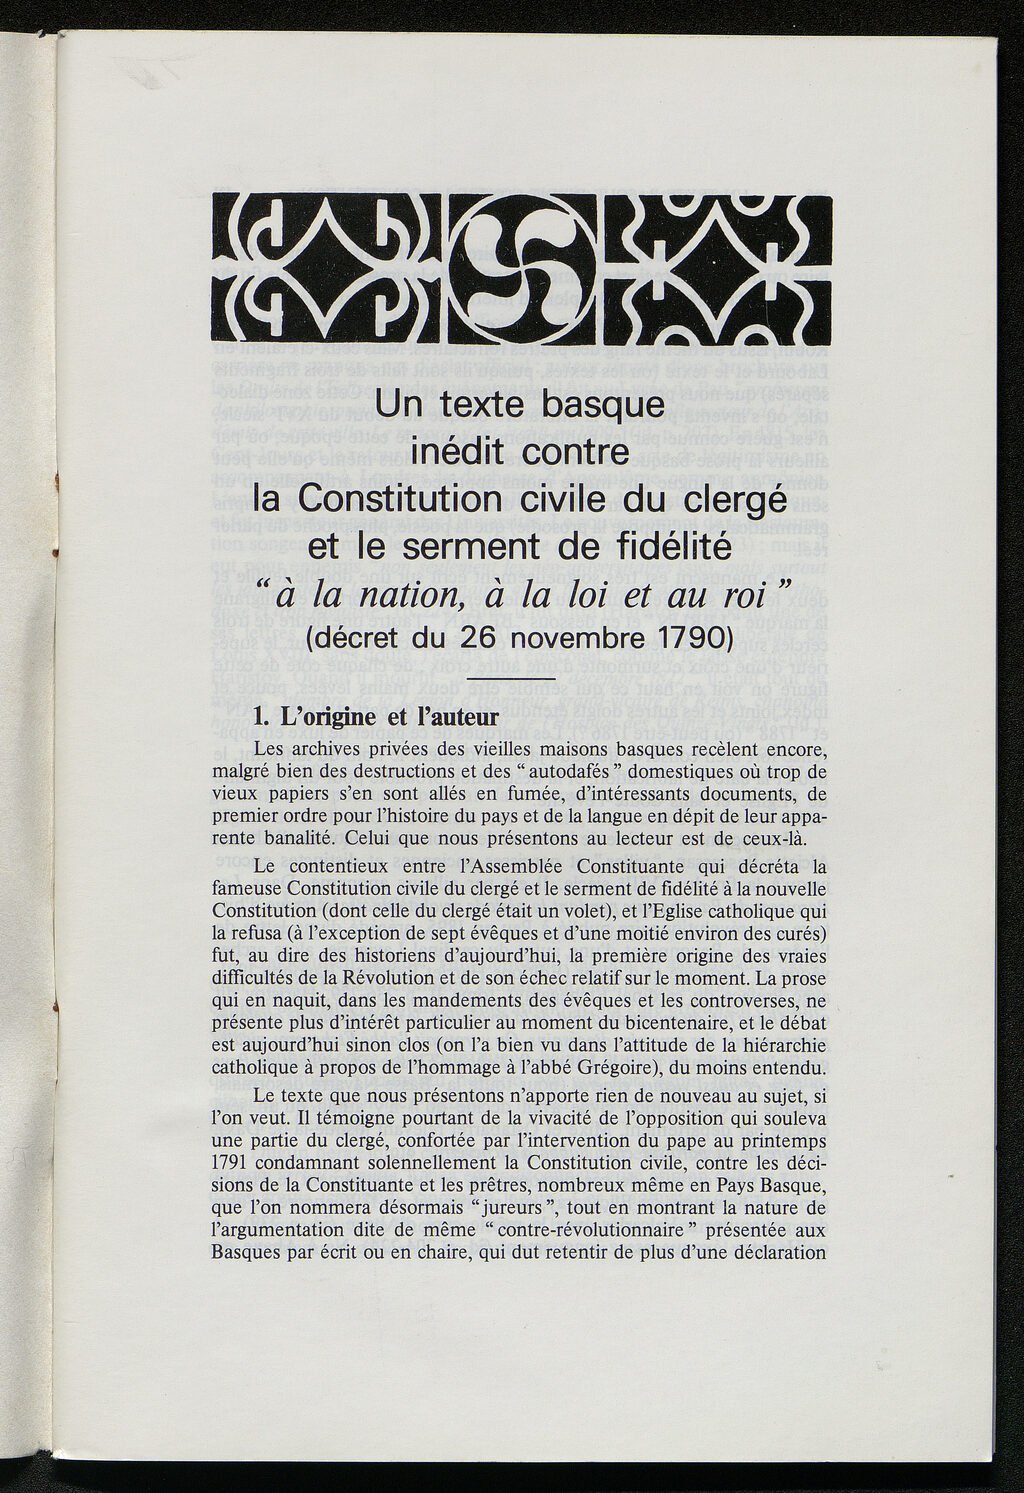 Un texte basque
inédit contre
la Constitution civile du clergé
et le serment de fidélité
“ à la nation, à la loi et au roi ”
(décret du 26 novembre 1790)
1. L’origine et l’auteur
Les archives privées des vieilles maisons basques recèlent encore,
malgré bien des destructions et des “ autodafés ” domestiques où trop de
vieux papiers s’en sont allés en fumée, d’intéressants documents, de
premier ordre pour l’histoire du pays et de la langue en dépit de leur appa-
rente banalité. Celui que nous présentons au lecteur est de ceux-là.
Le contentieux entre l’Assemblée Constituante qui décréta la
fameuse Constitution civile du clergé et le serment de fidélité à la nouvelle
Constitution (dont celle du clergé était un volet), et l’Eglise catholique qui
la refusa (à l’exception de sept évêques et d’une moitié environ des curés)
fut, au dire des historiens d’aujourd’hui, la première origine des vraies
difficultés de la Révolution et de son échec relatif sur le moment. La prose
qui en naquit, dans les mandements des évêques et les controverses, ne
présente plus d’intérêt particulier au moment du bicentenaire, et le débat
est aujourd’hui sinon clos (on l’a bien vu dans l’attitude de la hiérarchie
catholique à propos de l’hommage à l’abbé Grégoire), du moins entendu.
Le texte que nous présentons n’apporte rien de nouveau au sujet, si
l’on veut. Il témoigne pourtant de la vivacité de l’opposition qui souleva
une partie du clergé, confortée par l’intervention du pape au printemps
1791 condamnant solennellement la Constitution civile, contre les déci-
sions de la Constituante et les prêtres, nombreux même en Pays Basque,
que l’on nommera désormais “ jureurs ”, tout en montrant la nature de
l’argumentation dite de même “ contre-révolutionnaire ” présentée aux
Basques par écrit ou en chaire, qui dut retentir de plus d’une déclaration